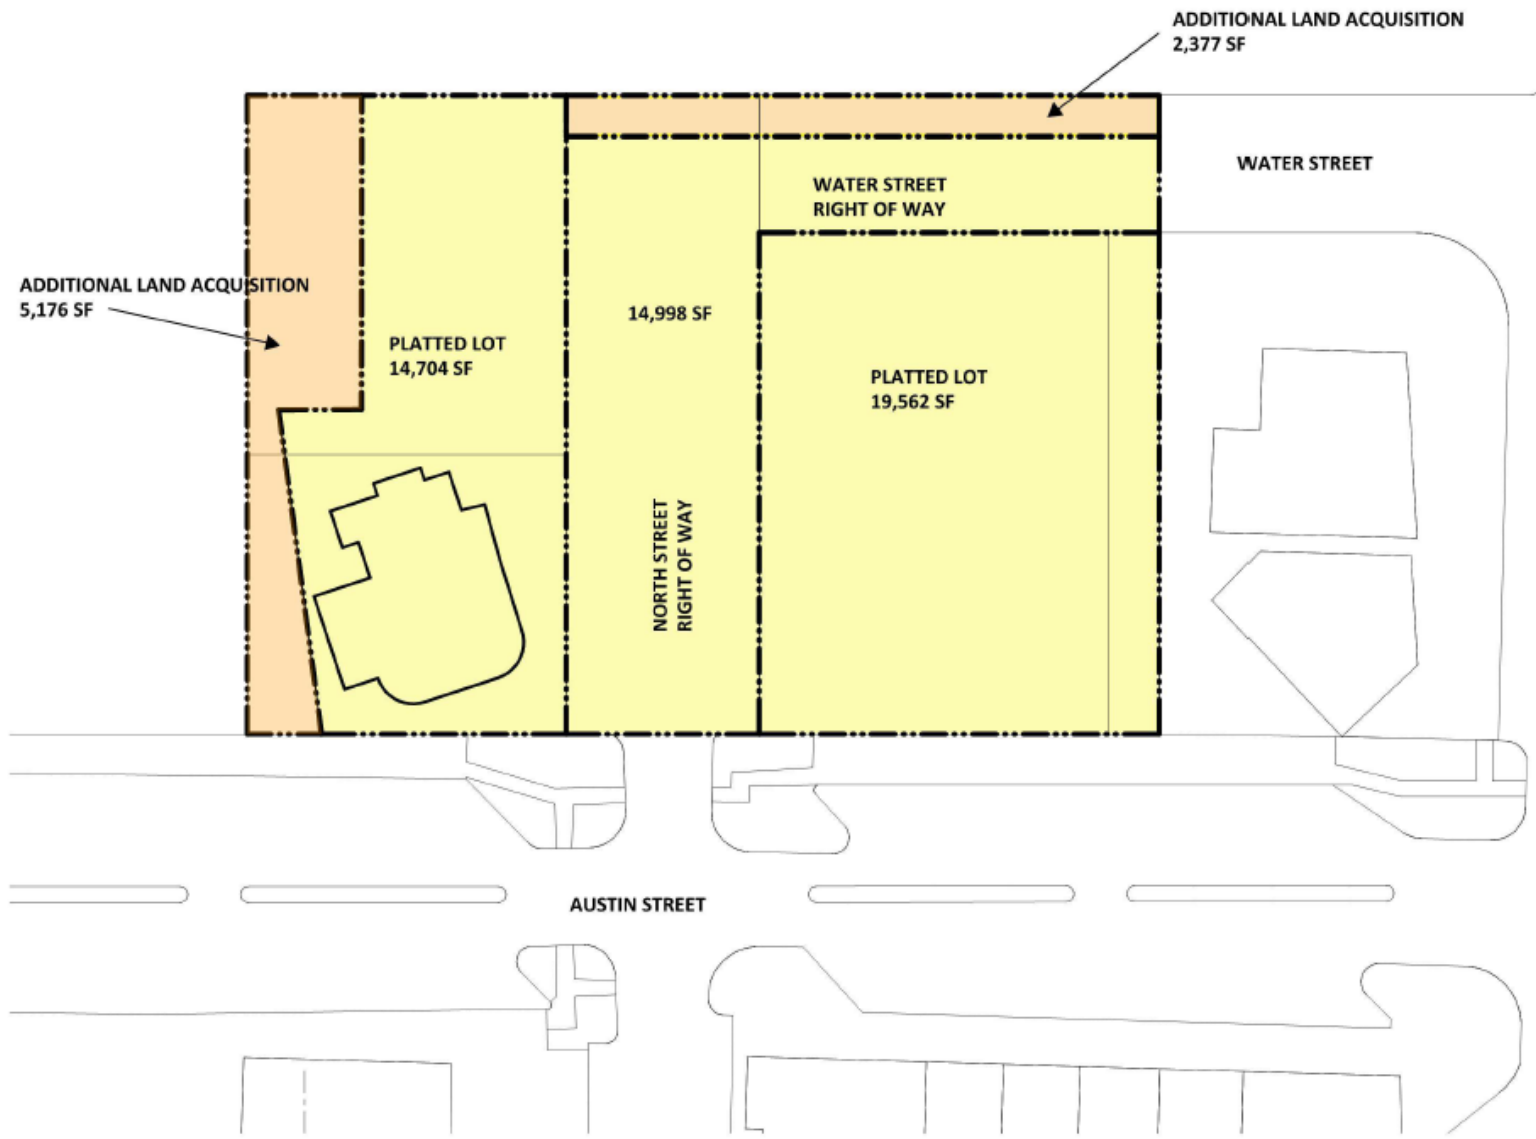 ADDITIONAL LAND ACQUISITION
2,377 SF
WATER STREET
WATER STREET
RIGHT OF WAY
ADDITIONAL LAND ACQUISITION
5,176 SF
14,998 SF
PLATTED LOT
14,704 SF
PLATTED LOT
19,562 SF
NORTH STREET
RIGHT OF WAY
AUSTIN STREET